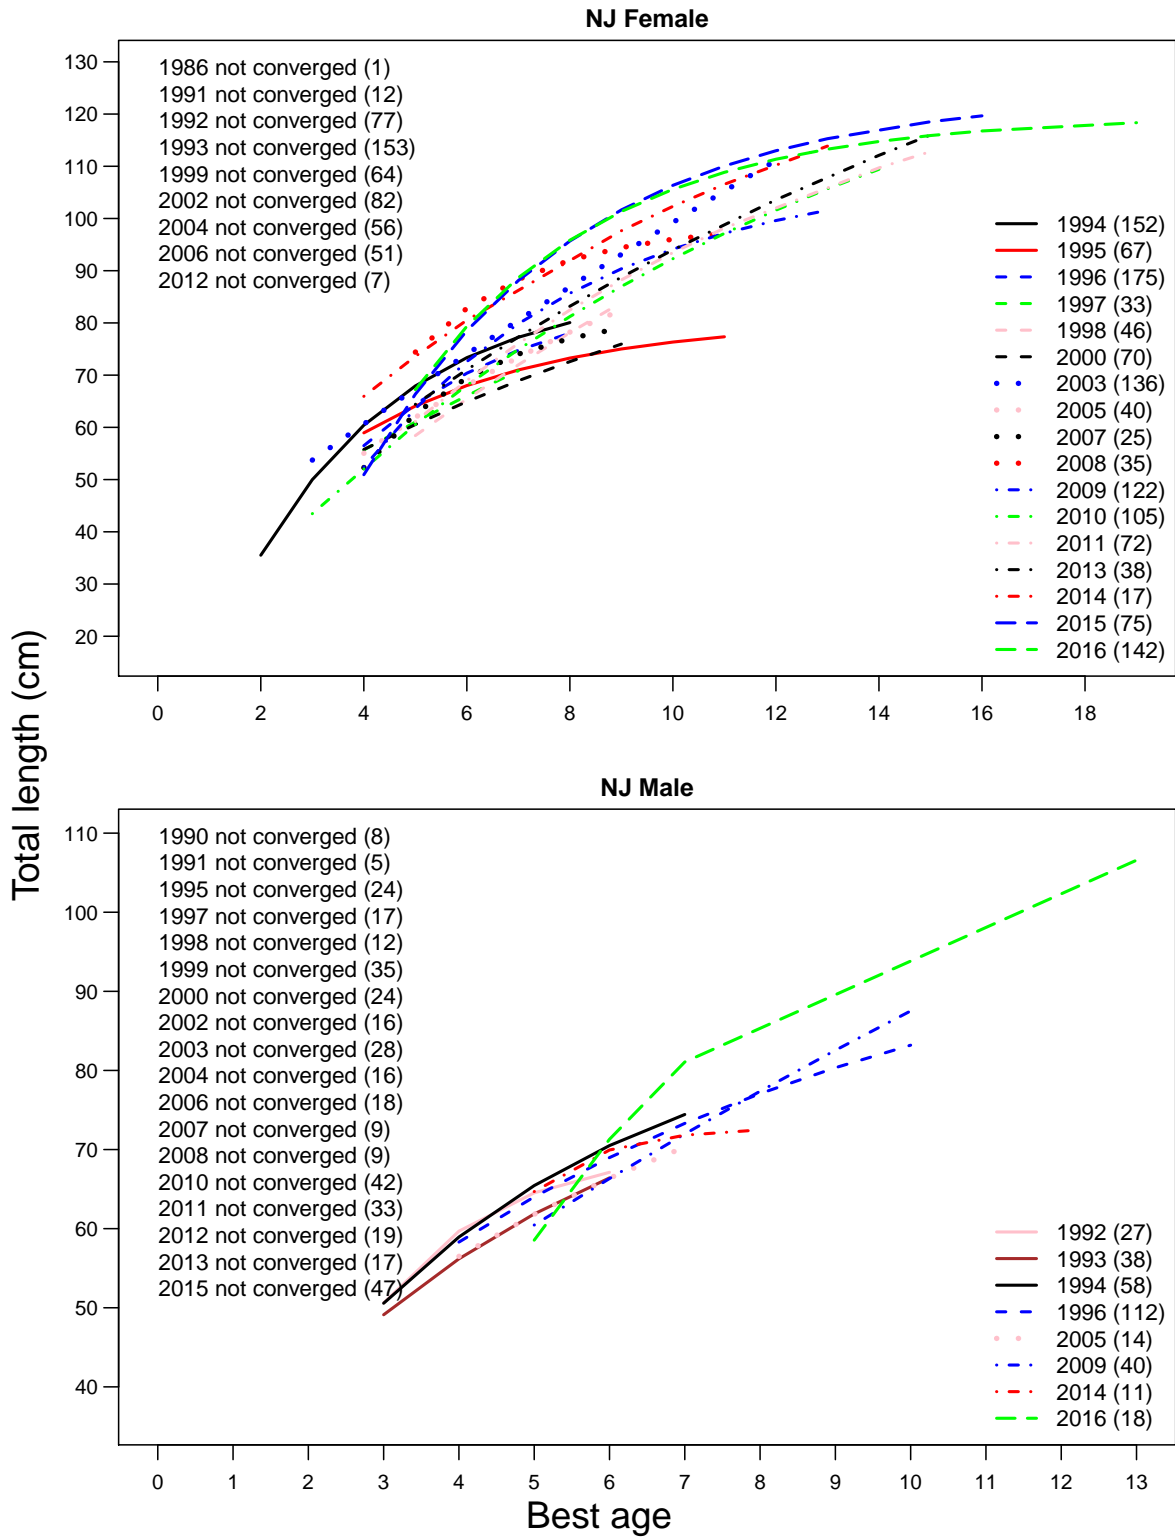 NJ Female
1986 not converged (1)
1991 not converged (12)
1992 not converged (77)
1993 not converged (153)
1999 not converged (64)
2002 not converged (82)
2004 not converged (56)
2006 not converged (51)
2012 not converged (7)
130
120
110
100
90
80
70
60
50
40
30
20
1994 (152)
1995 (67)
1996 (175)
1997 (33)
1998 (46)
2000 (70)
2003 (136)
2005 (40)
2007 (25)
2008 (35)
2009 (122)
2010 (105)
2011 (72)
2013 (38)
2014 (17)
2015 (75)
2016 (142)
0 2 4 6 8 10 12 14 16 18
Total length (cm)
NJ Male
1990 not converged (8)
1991 not converged (5)
1995 not converged (24)
1997 not converged (17)
1998 not converged (12)
1999 not converged (35)
2000 not converged (24)
2002 not converged (16)
2003 not converged (28)
2004 not converged (16)
2006 not converged (18)
2007 not converged (9)
2008 not converged (9)
2010 not converged (42)
2011 not converged (33)
2012 not converged (19)
2013 not converged (17)
2015 not converged (47)
110
100
90
80
70
60
50
40
1992 (27)
1993 (38)
1994 (58)
1996 (112)
2005 (14)
2009 (40)
2014 (11)
2016 (18)
0 1 2 3 4 5 6 7 8 9 10 11 12 13
Best age